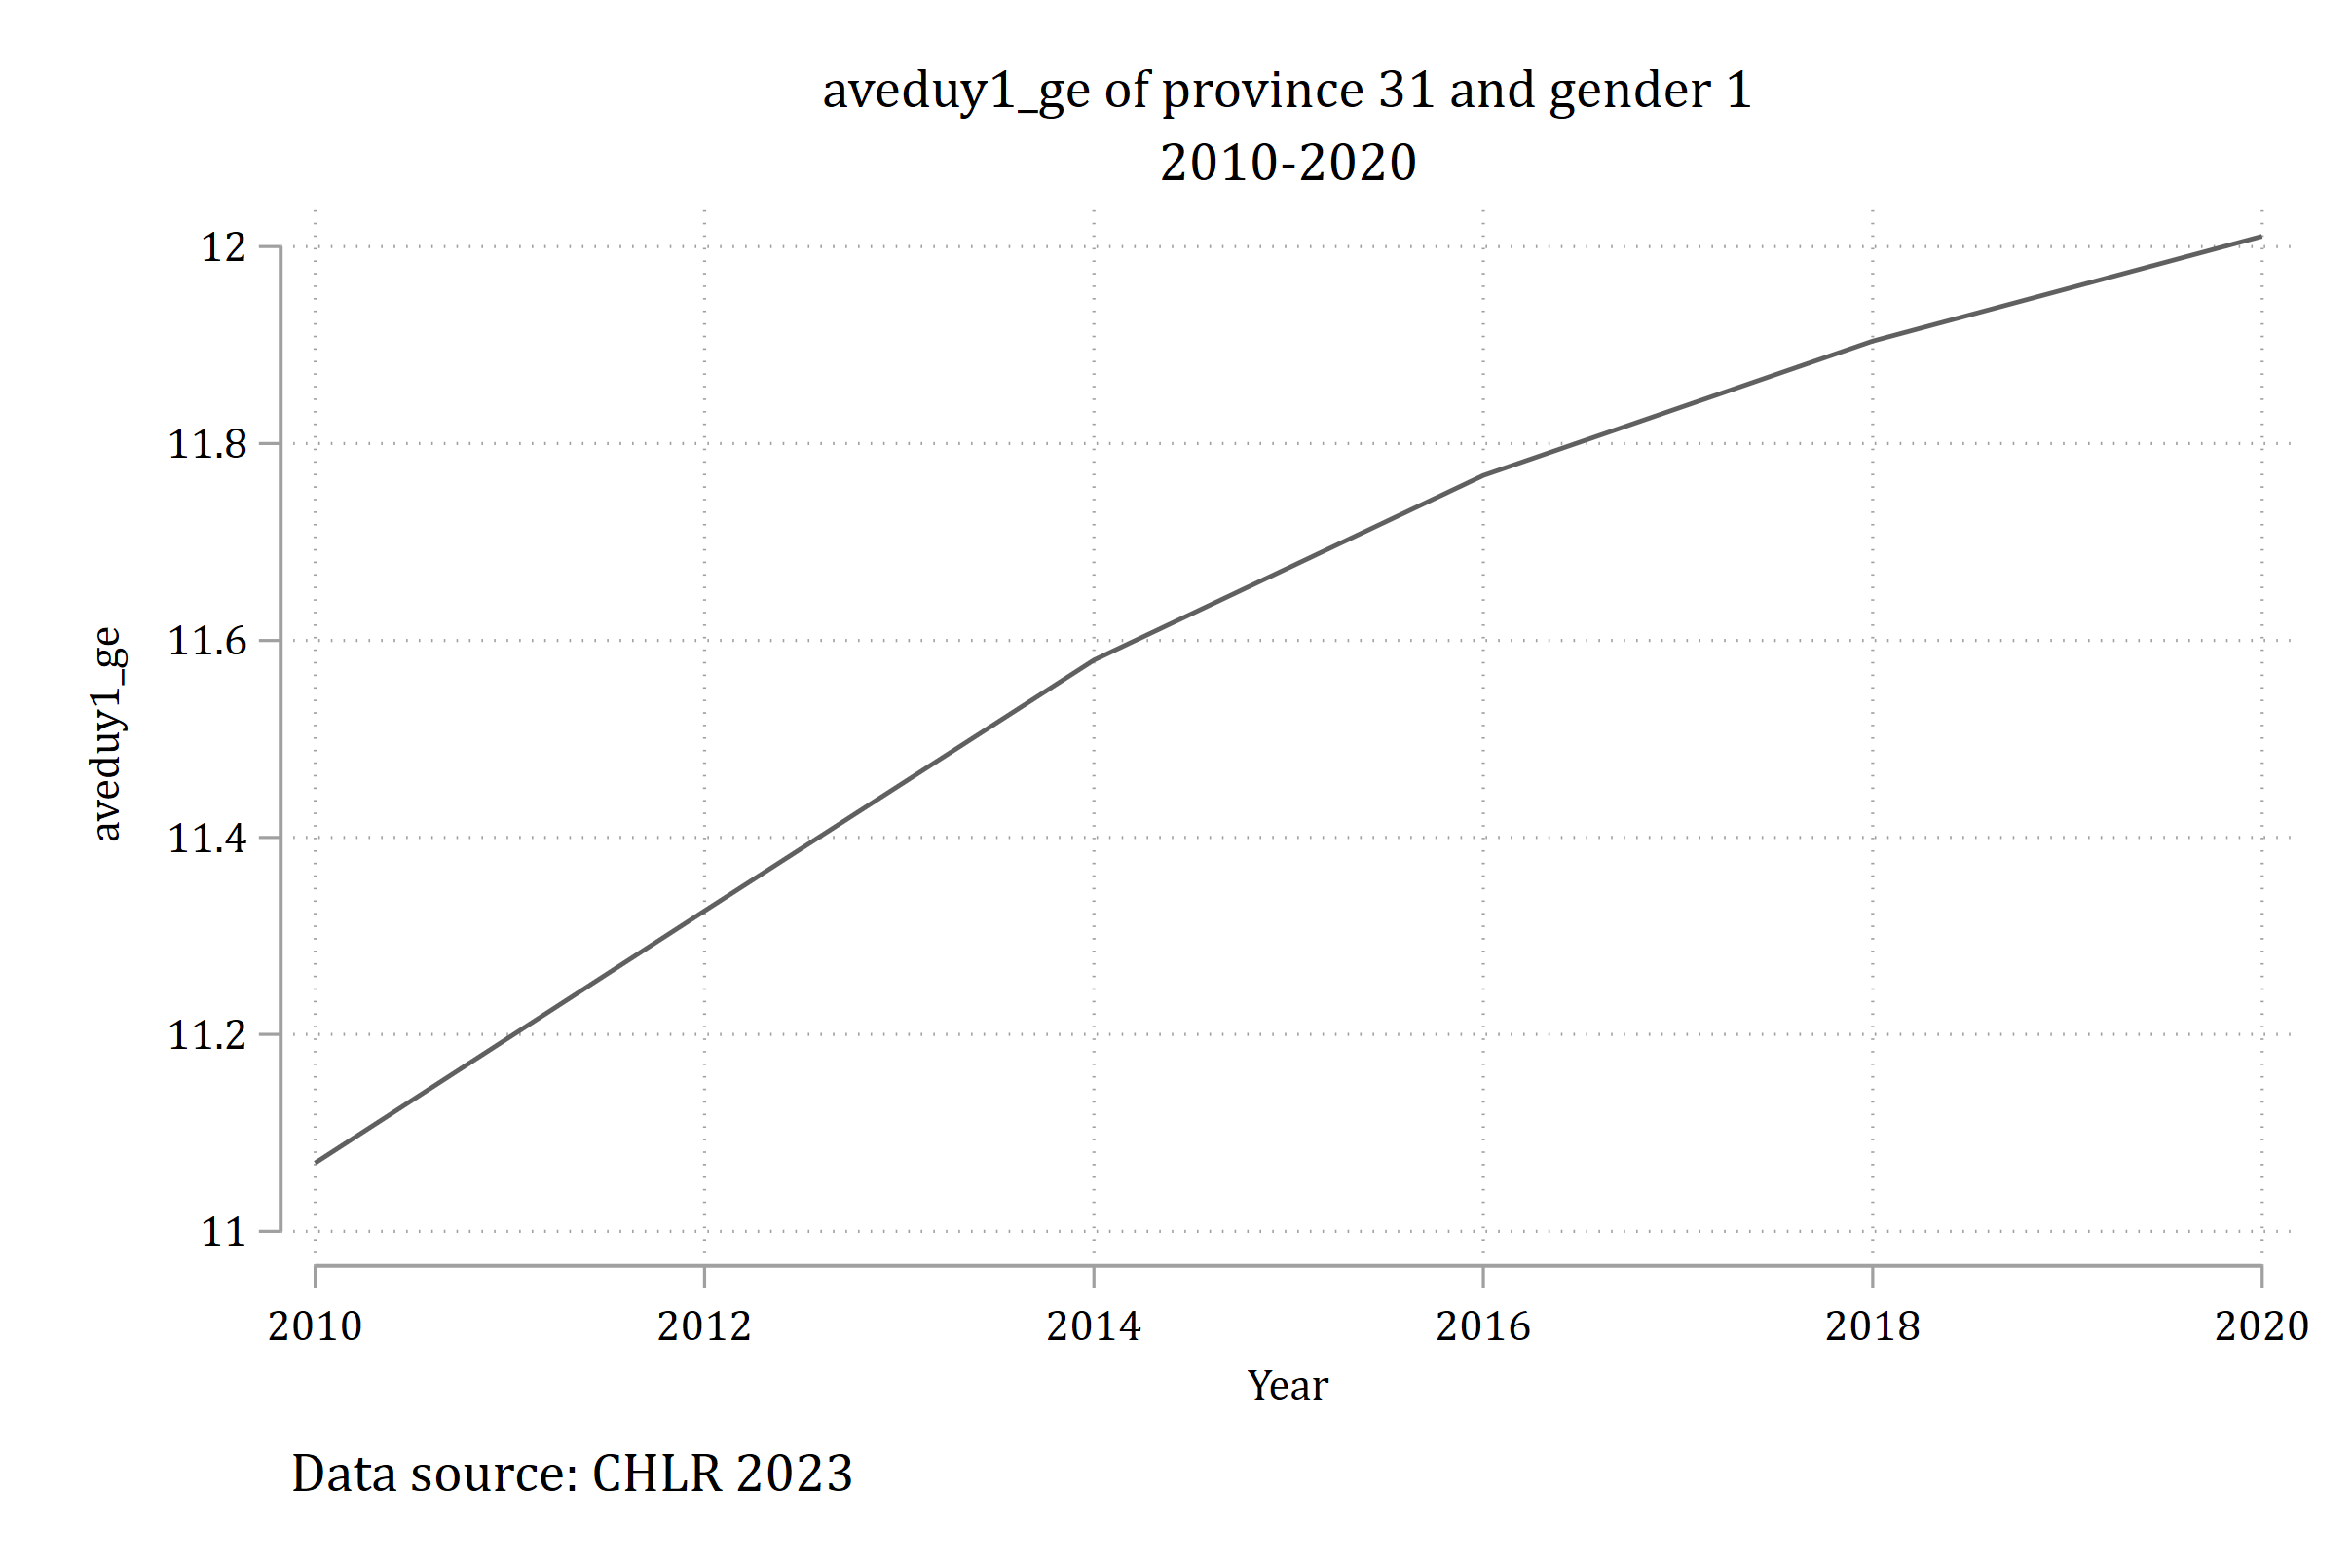 aveduy1_ge of province 31 and gender 1
2010-2020
12
11.8
11.6
11.4
11.2
11
aveduy1_ge
2010 2012 2014 2016 2018 2020
Year
Data source: CHLR 2023